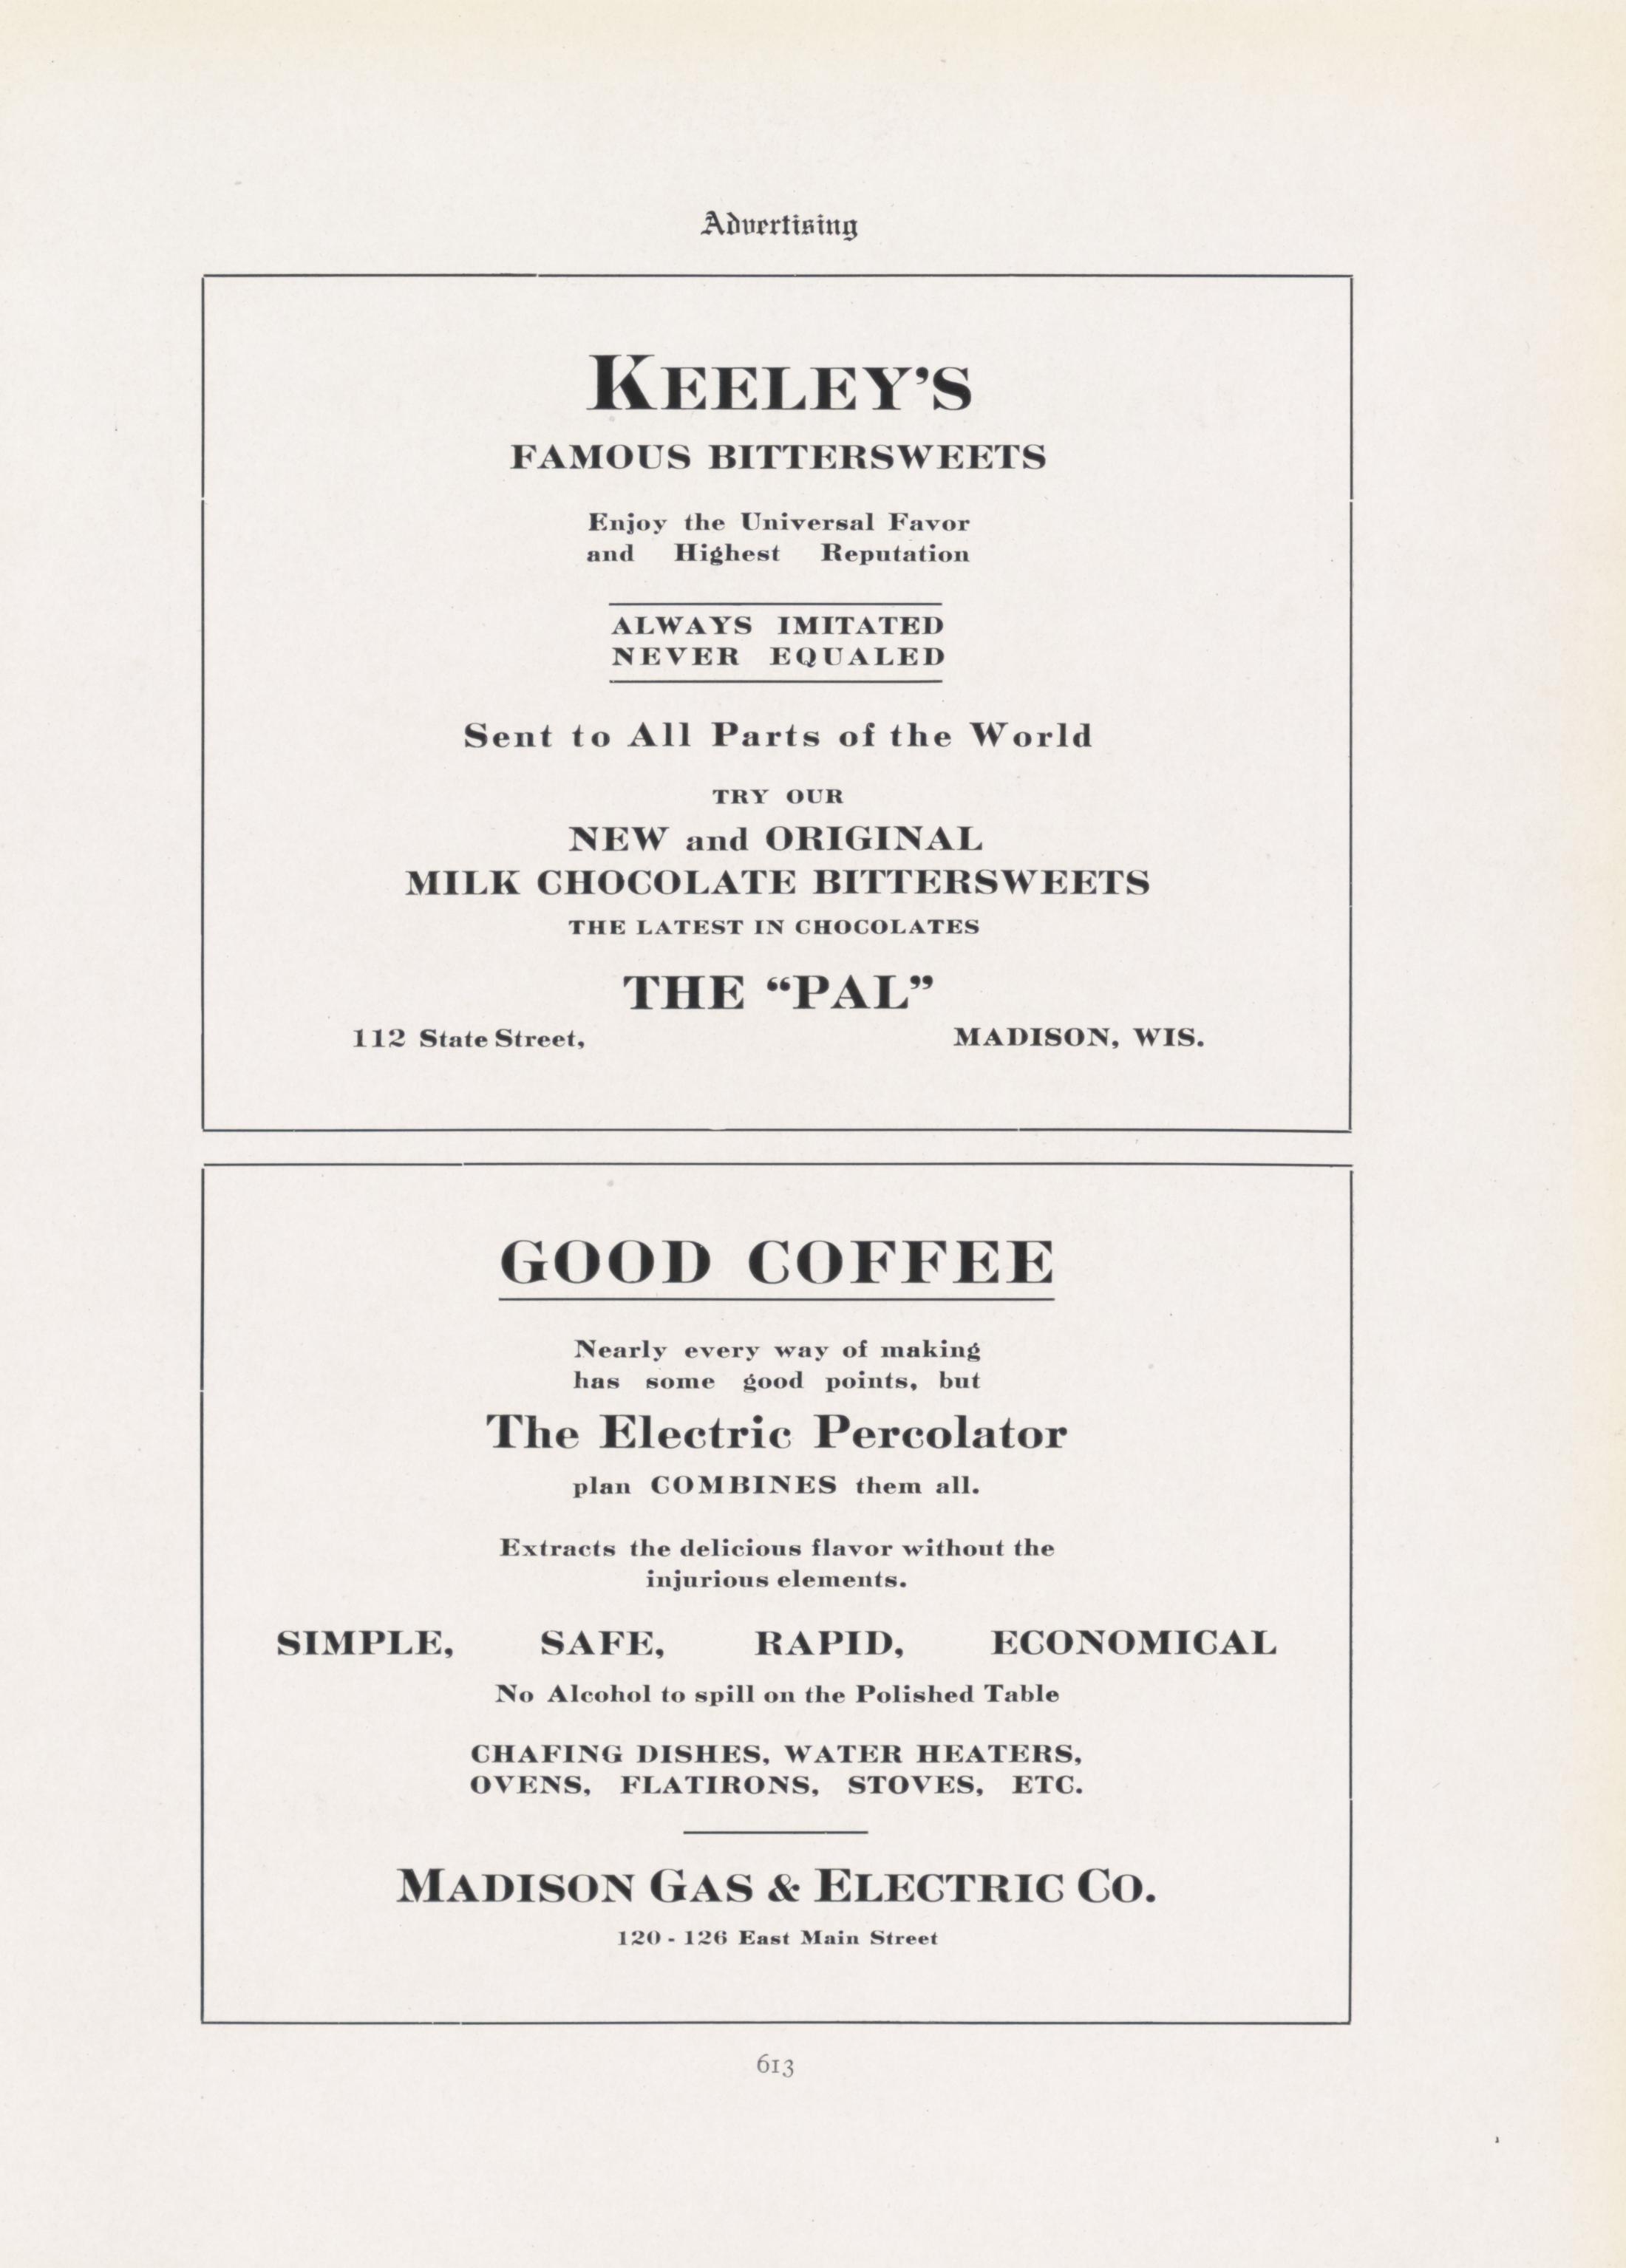 Advertising
KEELEY'S
FAMOUS BITTERSWEETS
Enjoy the Universal Favor
and Highest Reputation
ALWAYS IMITATED
NEVER EQUALED
Sent to All Parts of the World
TRY OUR
NEW and ORIGINAL
MILK CHOCOLATE BITTERSWEETS
THE LATEST IN CHOCOLATES
THE “PAL”
112 State Street, MADISON, WIS.
GOOD COFFEE
Nearly every way of making
has some good points, but
The Electric Percolator
plan COMBINES them all.
Extracts the delicious flavor without the
injurious elements.
SIMPLE, SAFE, RAPID, ECONOMICAL
No Alcohol to spill on the Polished Table
CHAFING DISHES, WATER HEATERS,
OVENS, FLATIRONS, STOVES, ETC.
MADISON GAS & ELECTRIC CO.
120 - 126 East Main Street
613